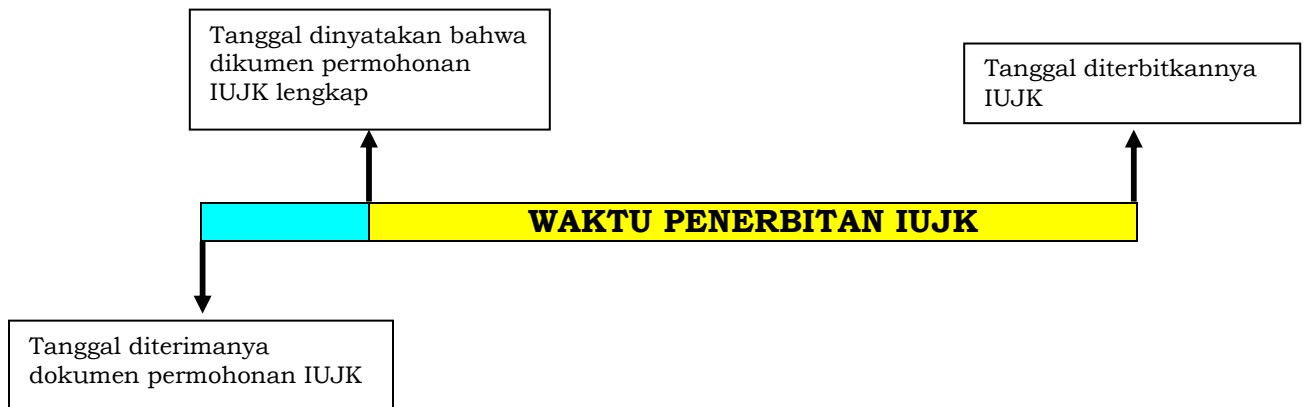 Tanggal dinyatakan bahwa
dikumen permohonan
IUJK lengkap
Tanggal diterbitkannya
IUJK
WAKTU PENERBITAN IUJK
Tanggal diterimanya
dokumen permohonan IUJK